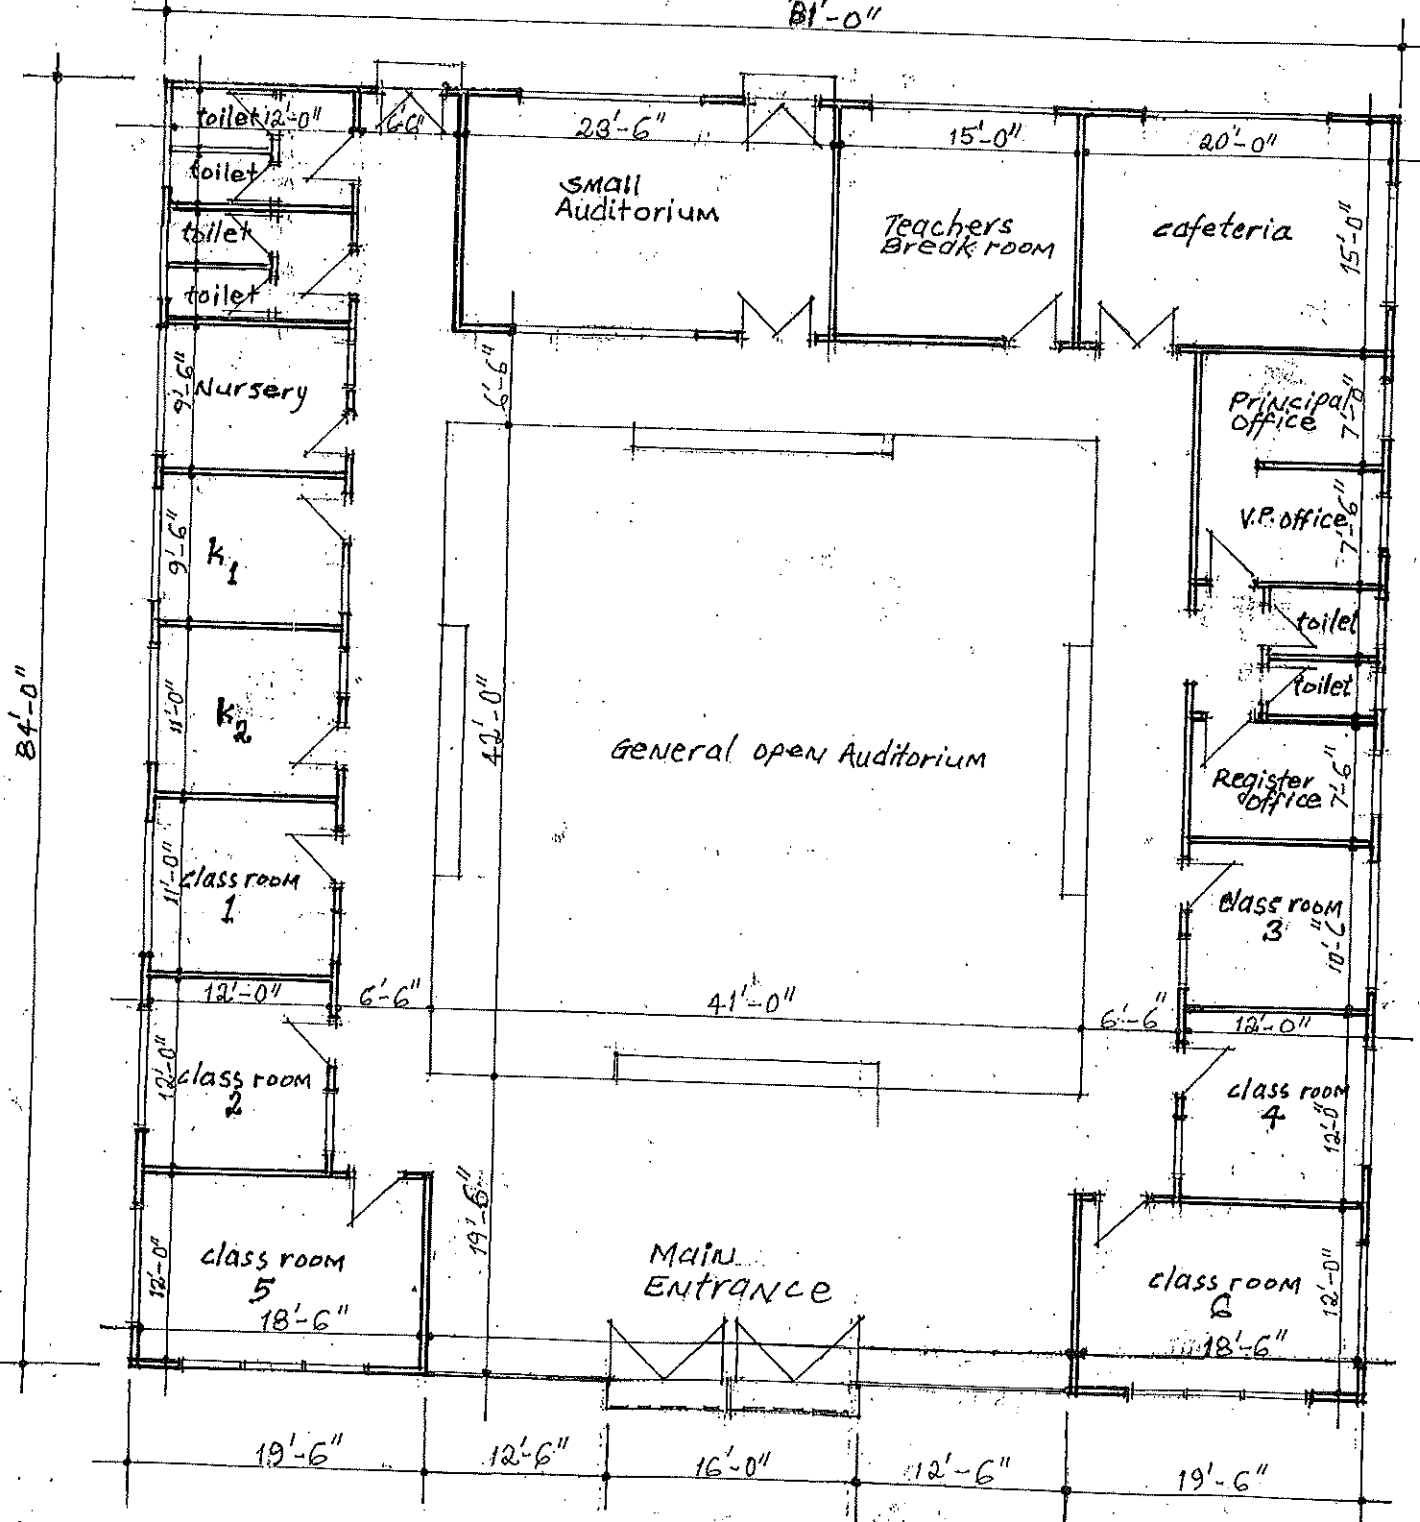 81'-0"
toilet 12'-0"
6'-6"
23'-6"
15'-0"
20'-0"
toilet
small
Auditorium
Teachers
Break room
cafeteria
15'-0"
toilet
toilet
9'-6"
Nursery
6'-6"
Principal
office
7'-0"
9'-6"
K1
V.P. office
7'-6"
toilet
toilet
84'-0"
11'-0"
K2
42'-0"
General open Auditorium
Register
office
7'-6"
11'-0"
class room
1
class room
3
10'-6"
12'-0"
6'-6"
41'-0"
6'-6"
12'-0"
12'-0"
class room
2
class room
4
12'-0"
19'-6"
12'-0"
class room
5
18'-6"
Main
Entrance
class room
6
12'-0"
18'-6"
19'-6"
12'-6"
16'-0"
12'-6"
19'-6"